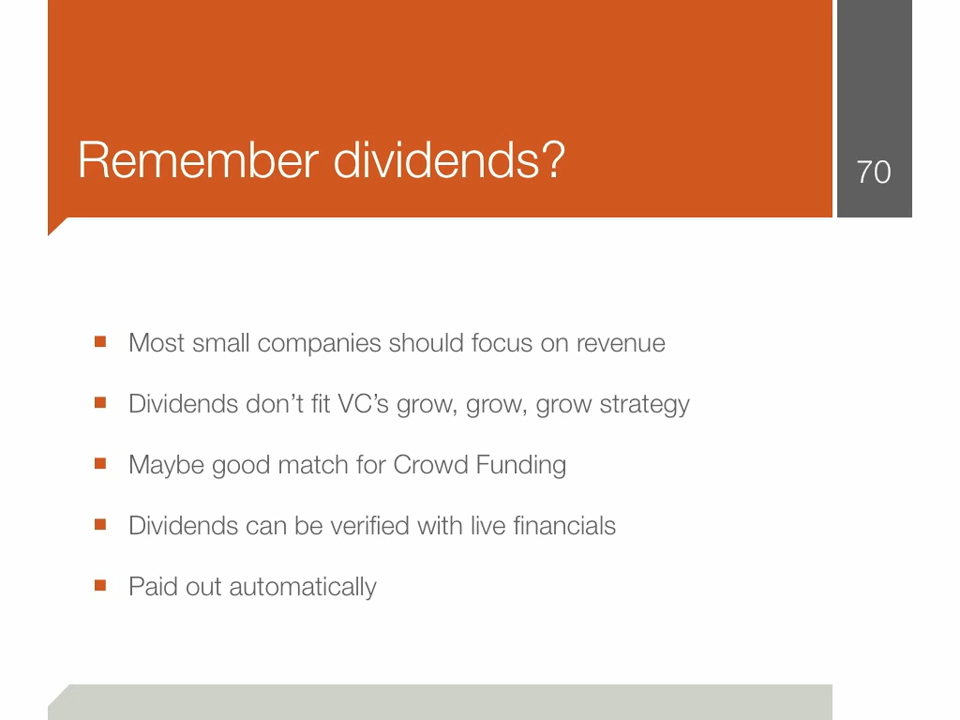 Remember dividends?
70
Most small companies should focus on revenue
Dividends don’t fit VC’s grow, grow, grow strategy
Maybe good match for Crowd Funding
Dividends can be verified with live financials
Paid out automatically